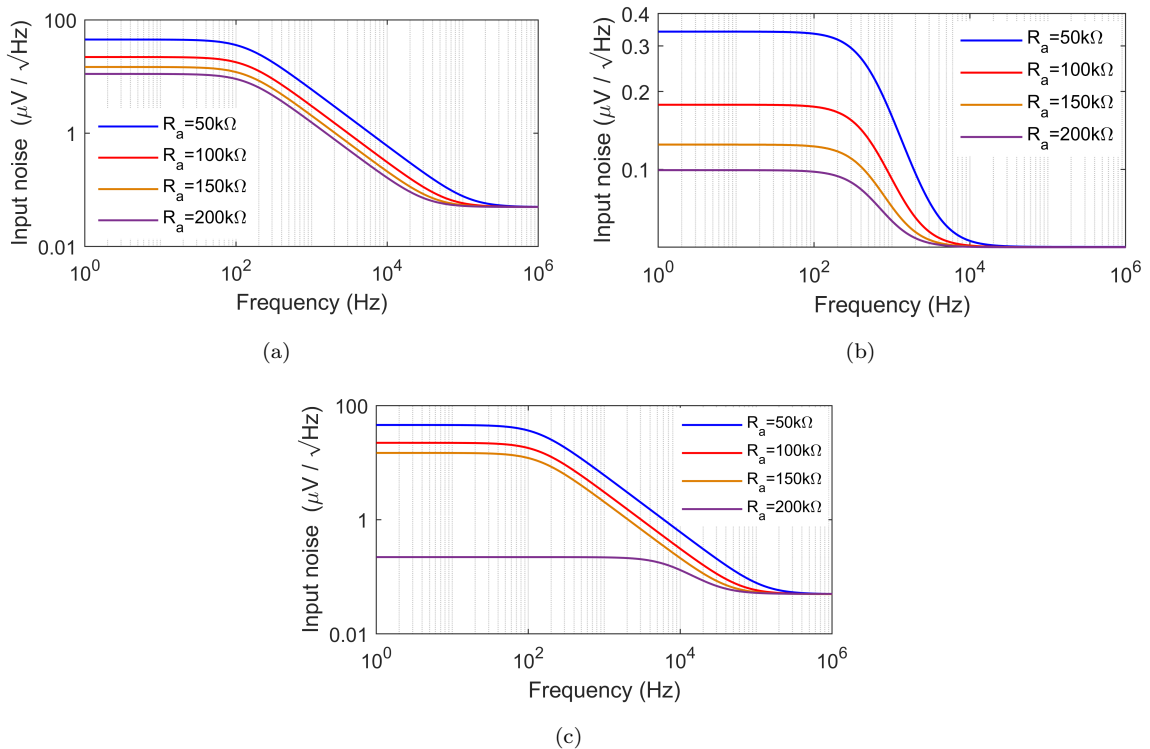 100
1
0.01
Input noise (μV / √Hz)
R_a=50kΩ
R_a=100kΩ
R_a=150kΩ
R_a=200kΩ
10^0 10^2 10^4 10^6
Frequency (Hz)
(a)
0.4
0.3
0.2
0.1
Input noise (μV / √Hz)
R_a=50kΩ
R_a=100kΩ
R_a=150kΩ
R_a=200kΩ
10^0 10^2 10^4 10^6
Frequency (Hz)
(b)
100
1
0.01
Input noise (μV / √Hz)
R_a=50kΩ
R_a=100kΩ
R_a=150kΩ
R_a=200kΩ
10^0 10^2 10^4 10^6
Frequency (Hz)
(c)